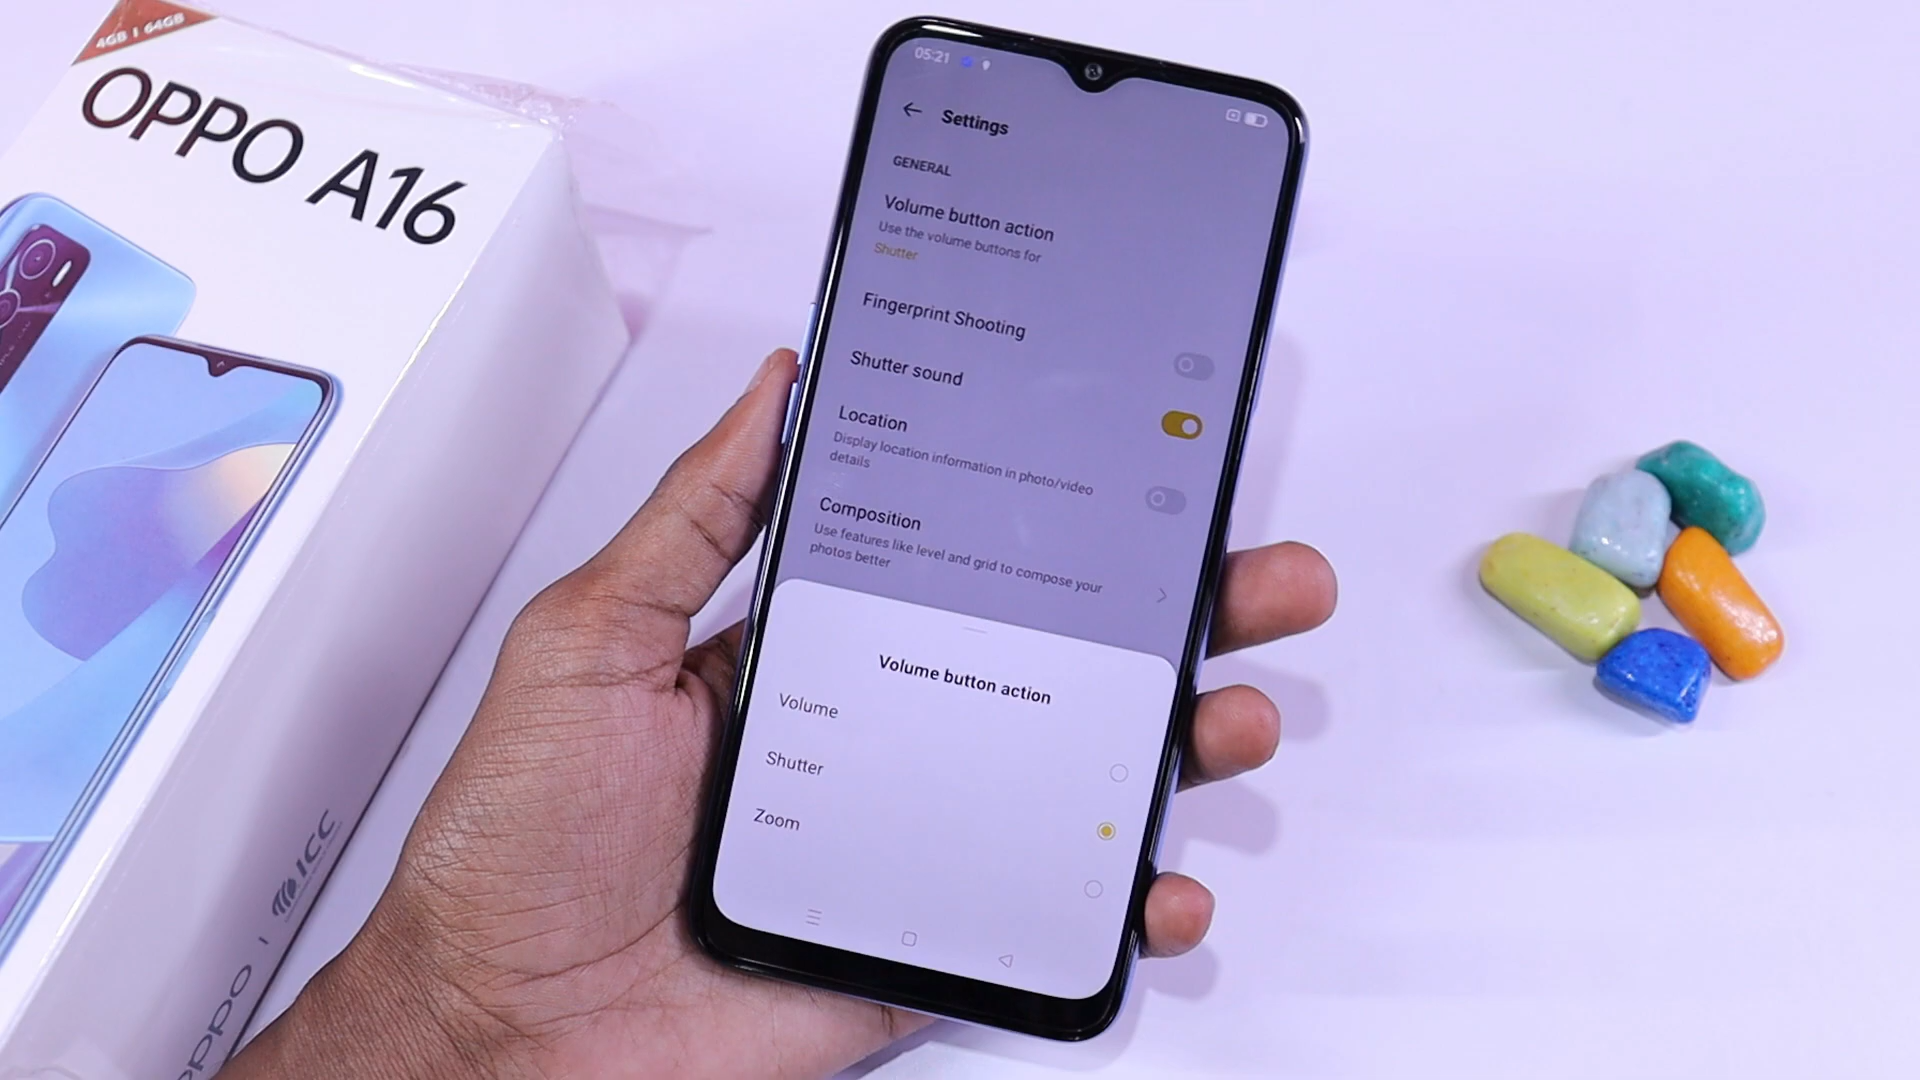 4GB | 64GB
OPPO A16
oppo | ICC
05:21
Settings
GENERAL
Volume button action
Use the volume buttons for
Shutter
Fingerprint Shooting
Shutter sound
Location
Display location information in photo/video
details
Composition
Use features like level and grid to compose your
photos better
Volume button action
Volume
Shutter
Zoom